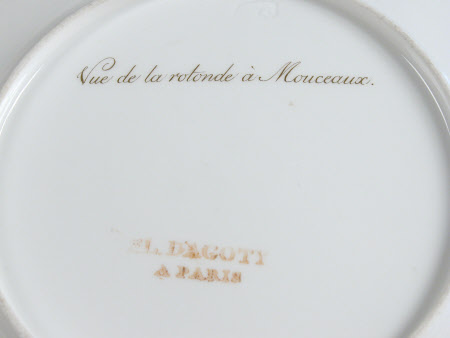 Vue de la rotonde à Mouceaux.
P.L. DAGOTY
A PARIS